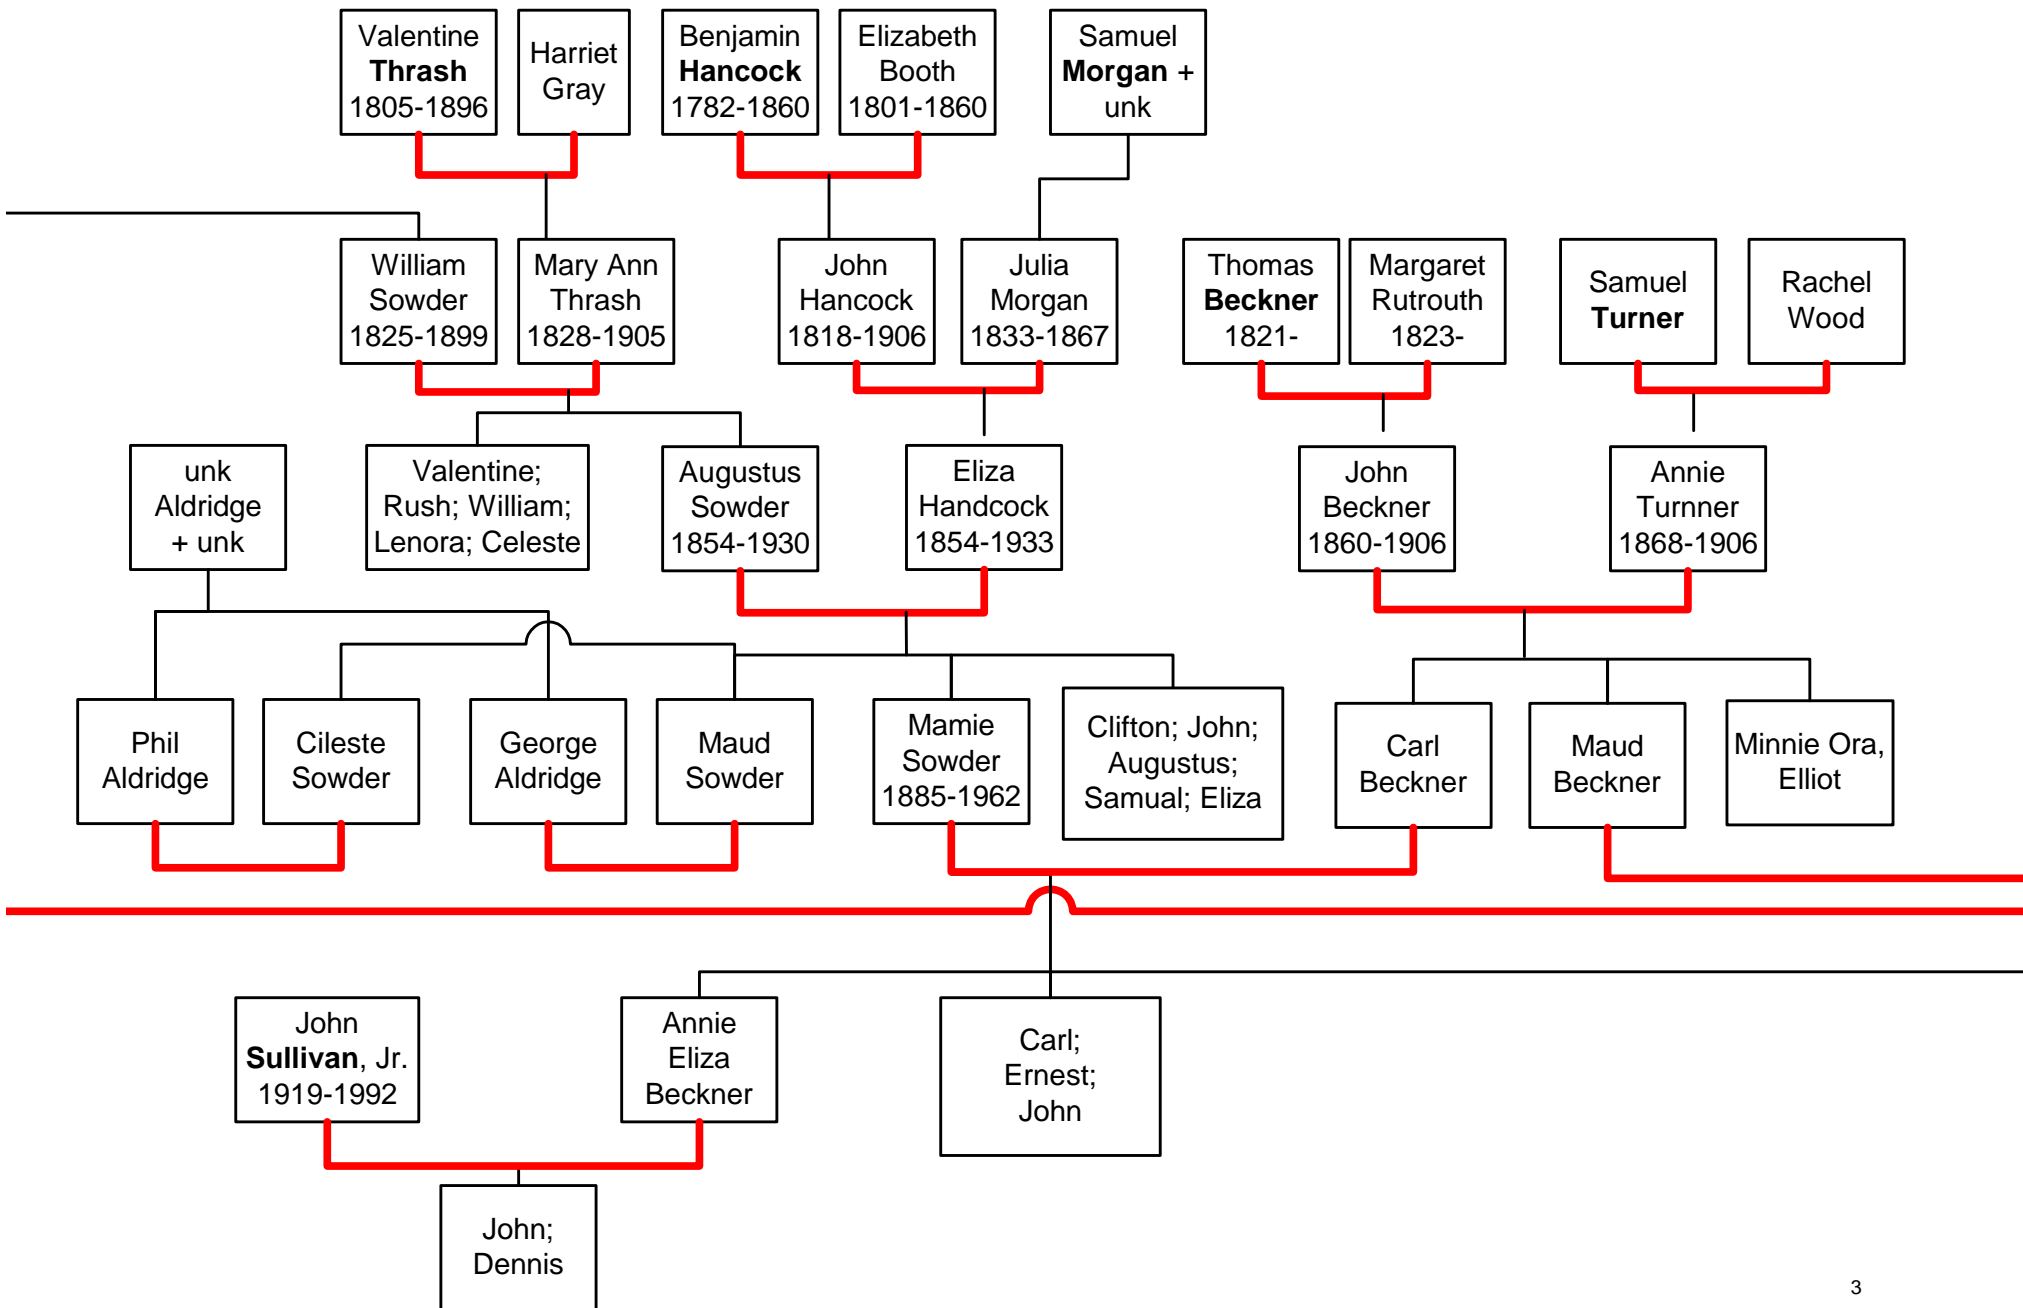 Valentine
Thrash
1805-1896
Harriet
Gray
Benjamin
Hancock
1782-1860
Elizabeth
Booth
1801-1860
Samuel
Morgan +
unk
William
Sowder
1825-1899
Mary Ann
Thrash
1828-1905
John
Hancock
1818-1906
Julia
Morgan
1833-1867
Thomas
Beckner
1821-
Margaret
Rutrouth
1823-
Samuel
Turner
Rachel
Wood
unk
Aldridge
+ unk
Valentine;
Rush; William;
Lenora; Celeste
Augustus
Sowder
1854-1930
Eliza
Handcock
1854-1933
John
Beckner
1860-1906
Annie
Turnner
1868-1906
Phil
Aldridge
Cileste
Sowder
George
Aldridge
Maud
Sowder
Mamie
Sowder
1885-1962
Clifton; John;
Augustus;
Samual; Eliza
Carl
Beckner
Maud
Beckner
Minnie Ora,
Elliot
John
Sullivan, Jr.
1919-1992
Annie
Eliza
Beckner
Carl;
Ernest;
John
John;
Dennis
3